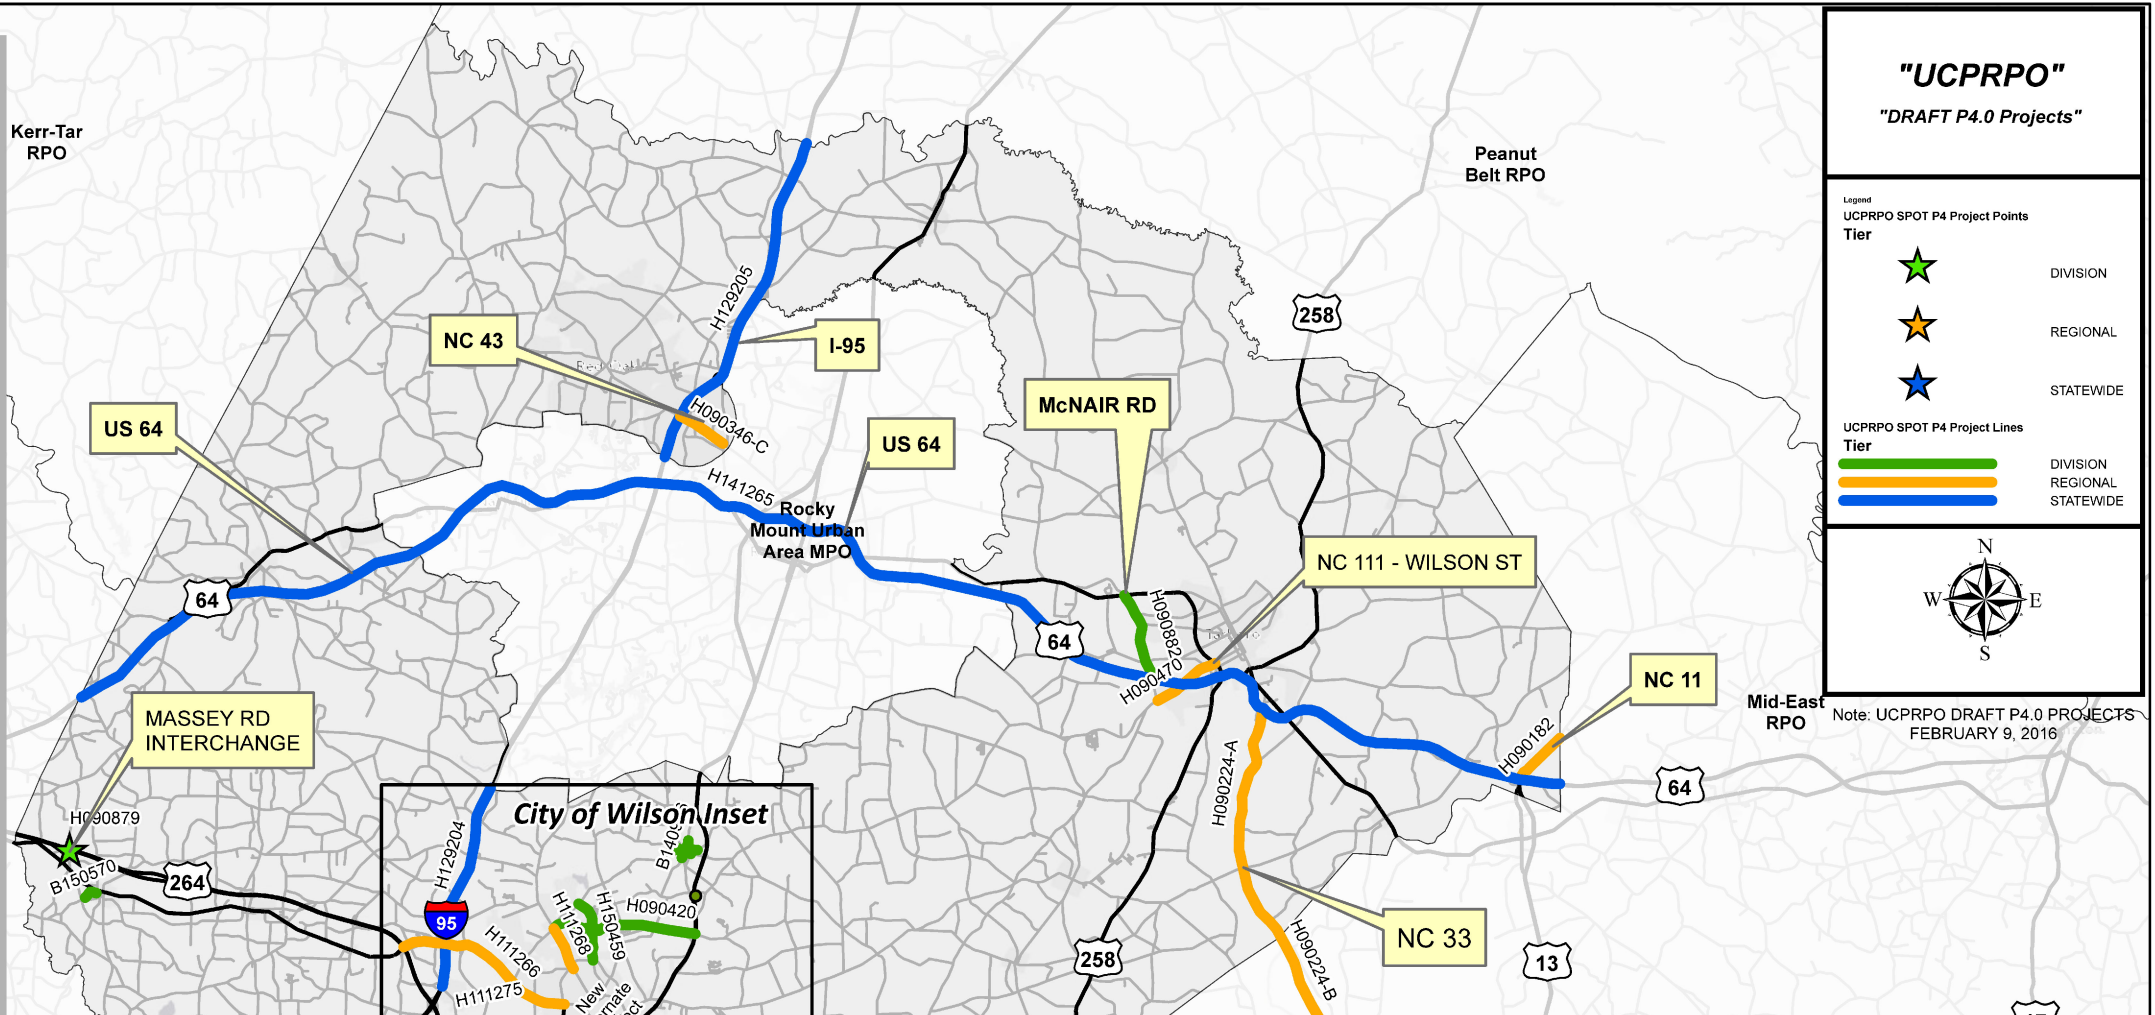 "UCPRPO"
"DRAFT P4.0 Projects"
Legend
UCPRPO SPOT P4 Project Points
Tier
DIVISION
REGIONAL
STATEWIDE
UCPRPO SPOT P4 Project Lines
Tier
DIVISION
REGIONAL
STATEWIDE
N
W
E
S
Note: UCPRPO DRAFT P4.0 PROJECTS
FEBRUARY 9, 2016
Kerr-Tar
RPO
Peanut
Belt RPO
258
H129205
NC 43
I-95
H090346-C
US 64
US 64
McNAIR RD
H141265
Rocky
Mount Urban
Area MPO
NC 111 - WILSON ST
64
64
H090882
H090470
NC 11
Mid-East
RPO
MASSEY RD
INTERCHANGE
H090182
H090224-A
64
H090879
B150570
264
City of Wilson Inset
H129204
95
H111268
H150459
H090420
H111266
H111275
New
NC 33
258
H090224-B
13